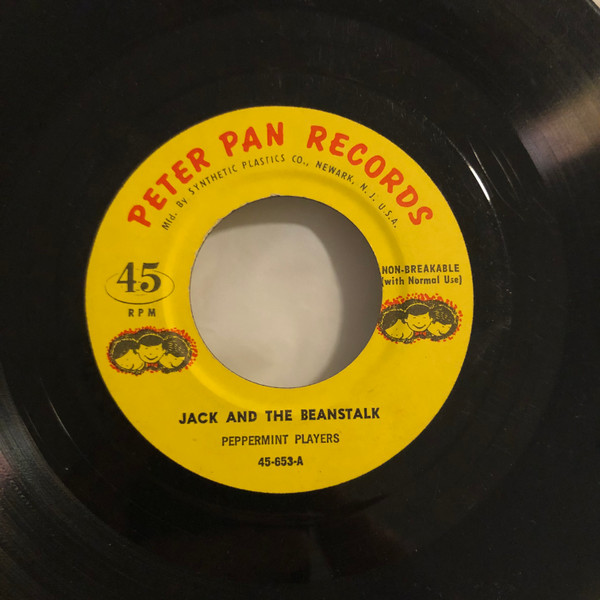 PETER PAN RECORDS
Mfd. By SYNTHETIC PLASTICS CO., NEWARK, N. J. U.S.A.
45
RPM
NON-BREAKABLE
(with Normal Use)
JACK AND THE BEANSTALK
PEPPERMINT PLAYERS
45-653-A